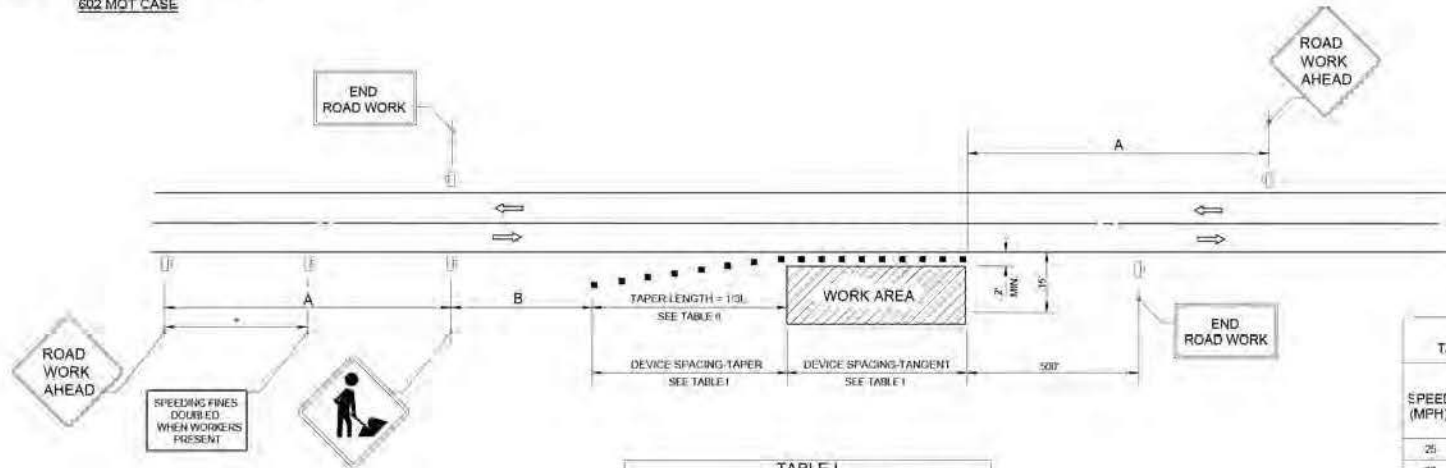 602 MOT CASE
END
ROAD WORK
ROAD
WORK
AHEAD
A
A
B
TAPER LENGTH = 1/3L
SEE TABLE II
WORK AREA
2'
MIN.
15'
END
ROAD WORK
ROAD
WORK
AHEAD
*
SPEEDING FINES
DOUBLED
WHEN WORKERS
PRESENT
DEVICE SPACING-TAPER
SEE TABLE I
DEVICE SPACING-TANGENT
SEE TABLE I
500'
SPEED
(MPH)
25
TABLE I